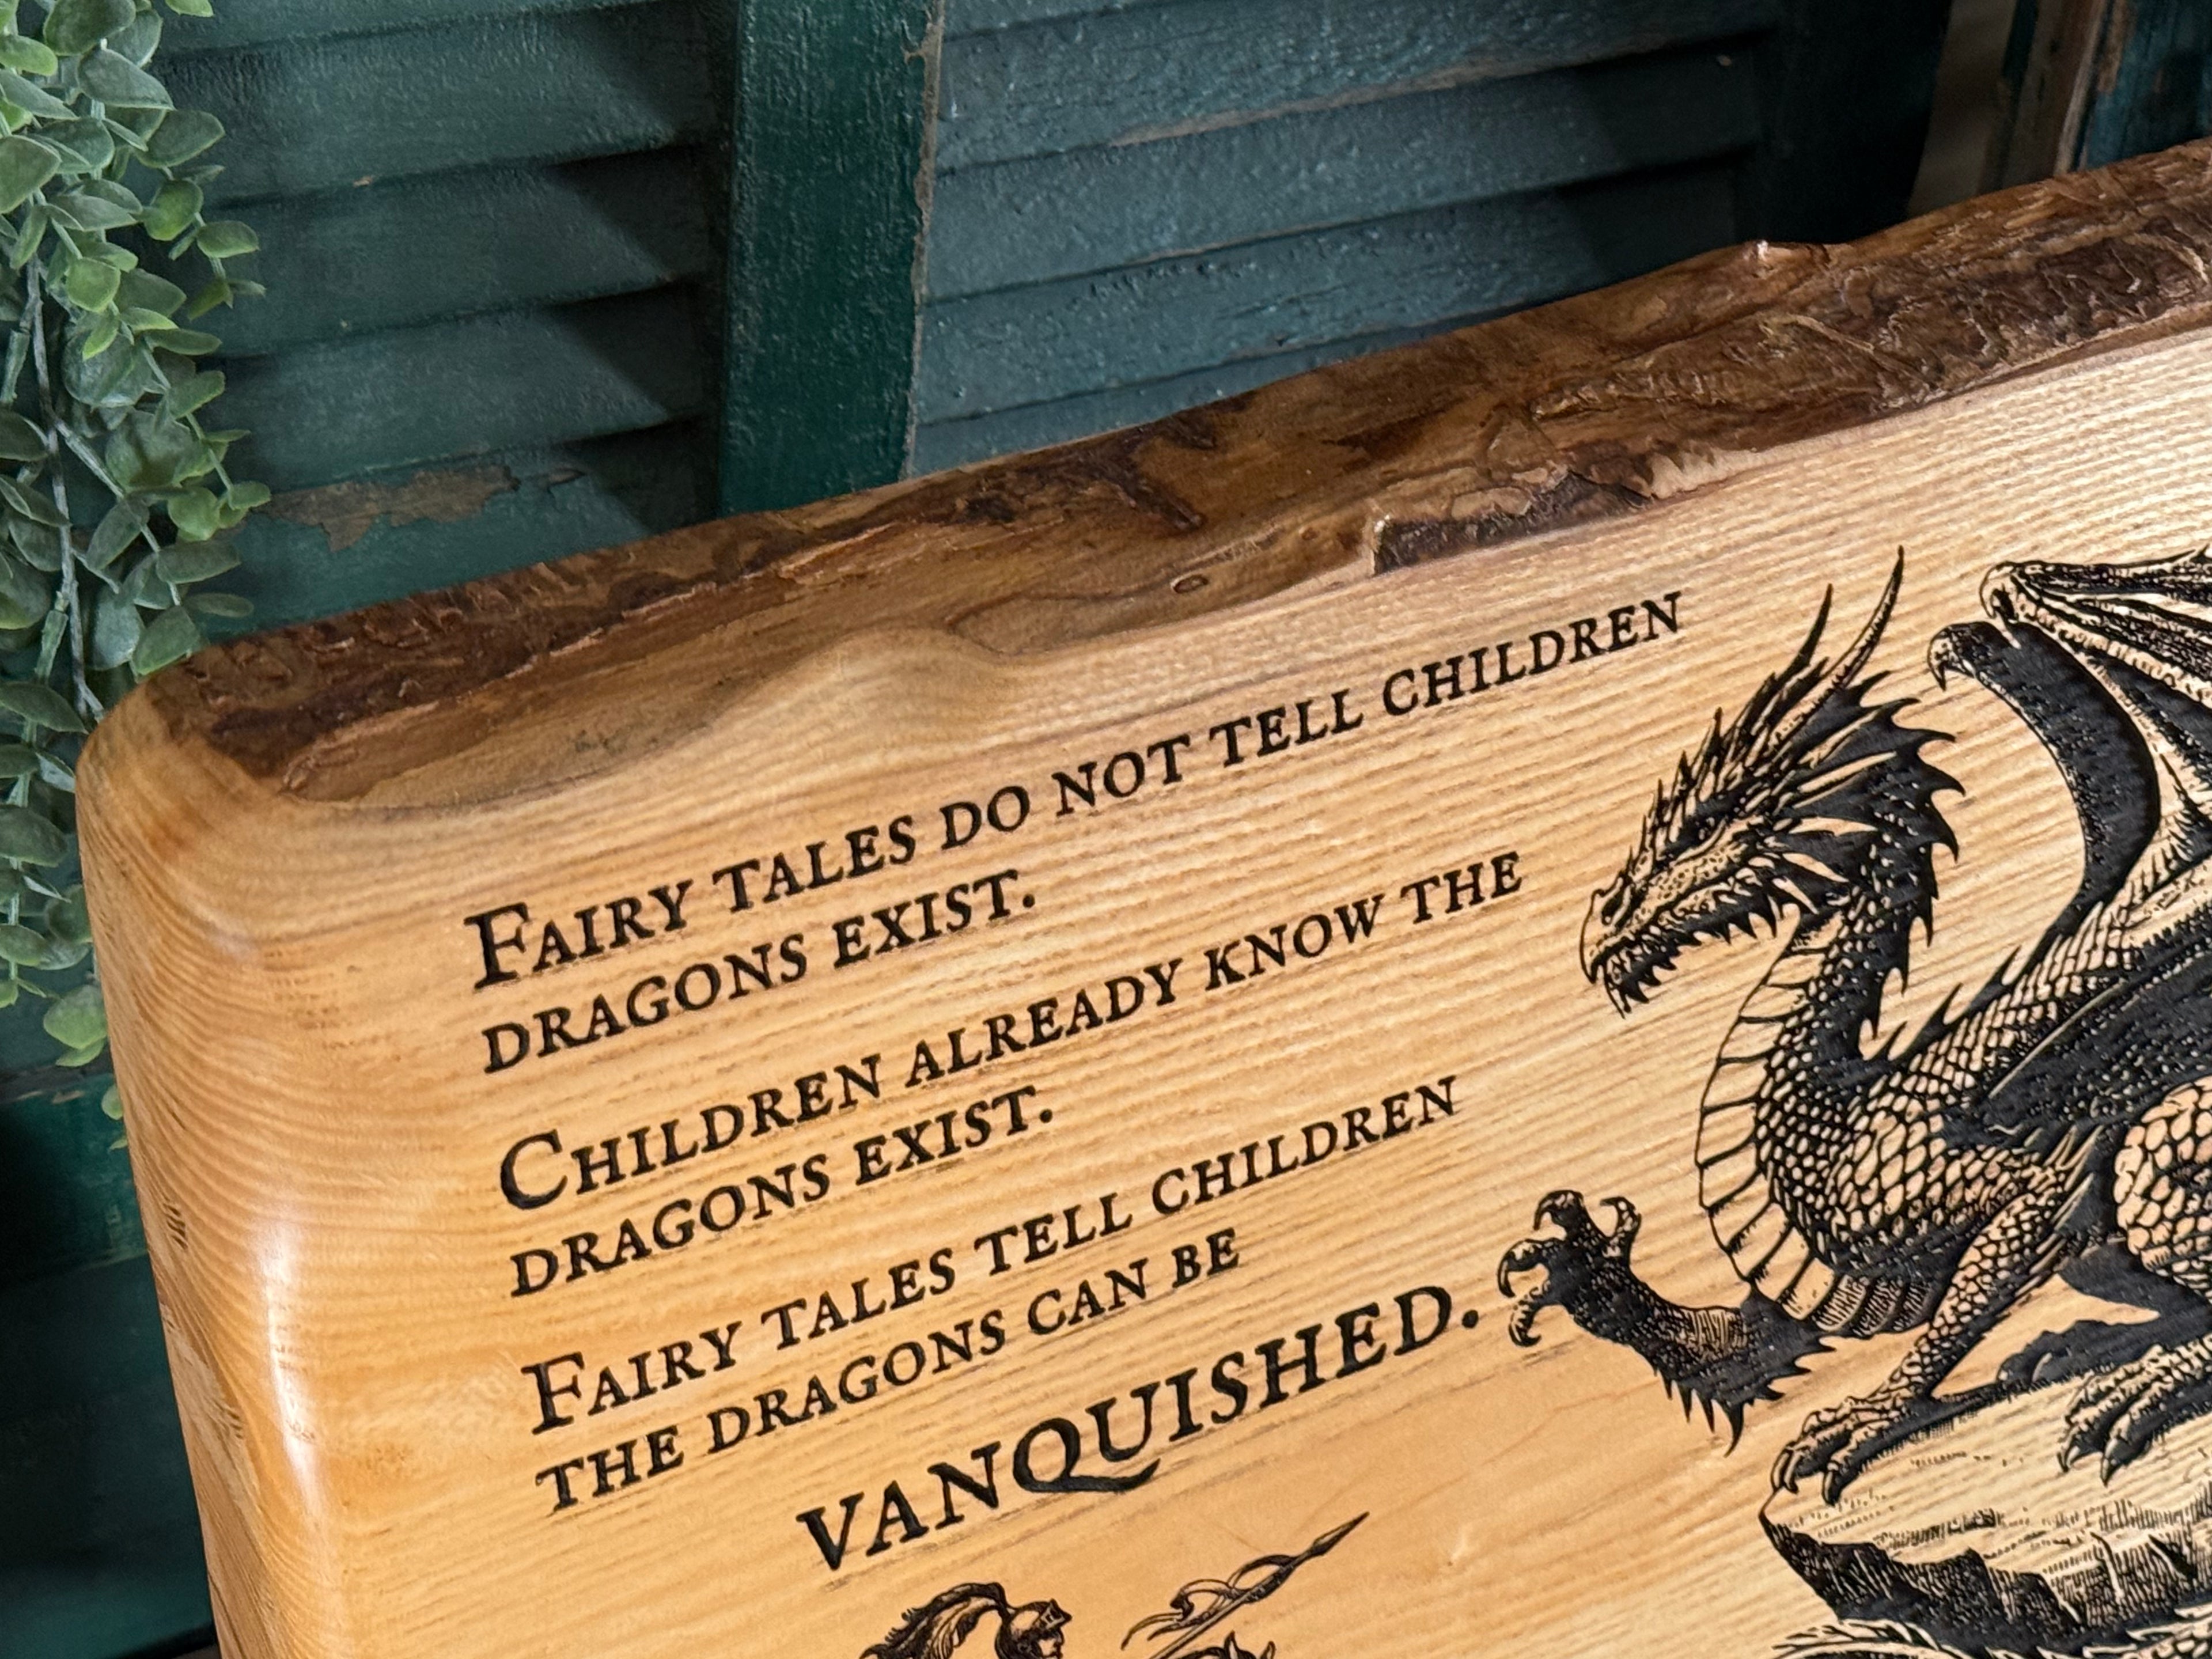 Fairy tales do not tell children
dragons exist.
Children already know the
dragons exist.
Fairy tales tell children
the dragons can be
vanquished.